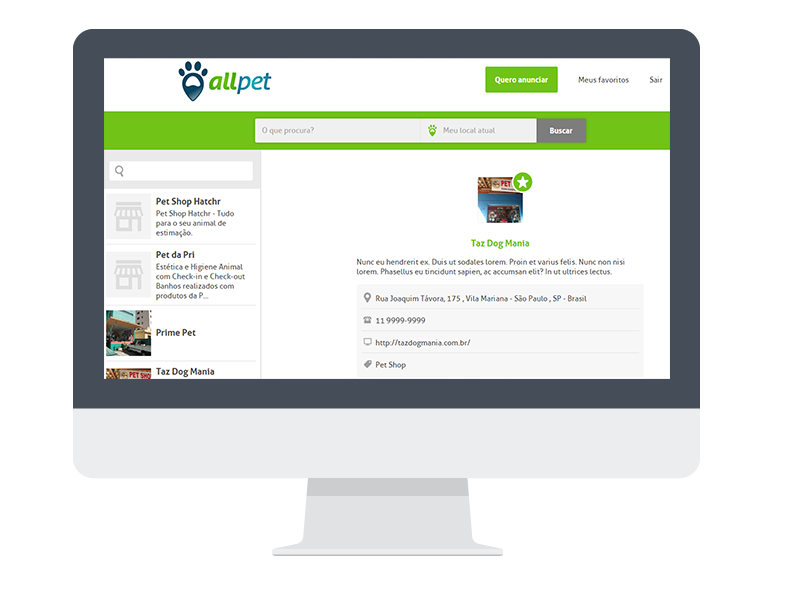 allpet
Quero anunciar
Meus favoritos
Sair
O que procura?
Meu local atual
Buscar
Pet Shop Hatchr
Pet Shop Hatchr - Tudo
para o seu animal de
estimação.
Pet da Pri
Estética e Higiene Animal
com Check-in e Check-out
Banhos realizados com
produtos da P...
Prime Pet
PET SHO
Taz Dog Mania
PET
Taz Dog Mania
Nunc eu hendrerit ex. Duis ut sodales lorem. Proin et varius felis. Nunc non nisi
lorem. Phasellus eu tincidunt sapien, ac accumsan elit? In ut ultrices lectus.
Rua Joaquim Távora, 175 , Vila Mariana - São Paulo , SP - Brasil
11 9999-9999
http://tazdogmania.com.br/
Pet Shop